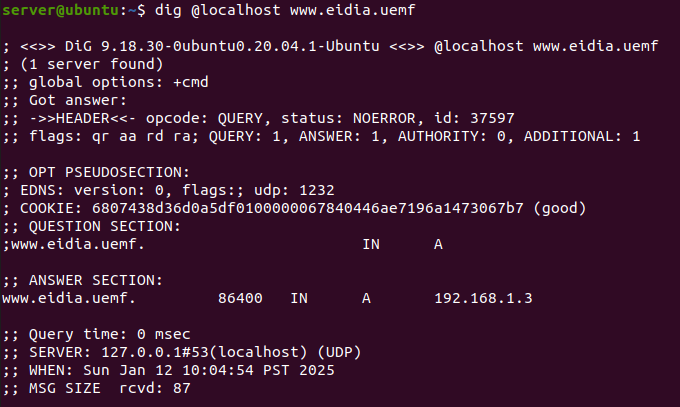 server@ubuntu:~$ dig @localhost www.eidia.uemf
; <<>> DiG 9.18.30-0ubuntu0.20.04.1-Ubuntu <<>> @localhost www.eidia.uemf
; (1 server found)
;; global options: +cmd
;; Got answer:
;; ->>HEADER<<- opcode: QUERY, status: NOERROR, id: 37597
;; flags: qr aa rd ra; QUERY: 1, ANSWER: 1, AUTHORITY: 0, ADDITIONAL: 1
;; OPT PSEUDOSECTION:
; EDNS: version: 0, flags:; udp: 1232
; COOKIE: 6807438d36d0a5df0100000067840446ae7196a1473067b7 (good)
;; QUESTION SECTION:
;www.eidia.uemf. IN A
;; ANSWER SECTION:
www.eidia.uemf. 86400 IN A 192.168.1.3
;; Query time: 0 msec
;; SERVER: 127.0.0.1#53(localhost) (UDP)
;; WHEN: Sun Jan 12 10:04:54 PST 2025
;; MSG SIZE rcvd: 87